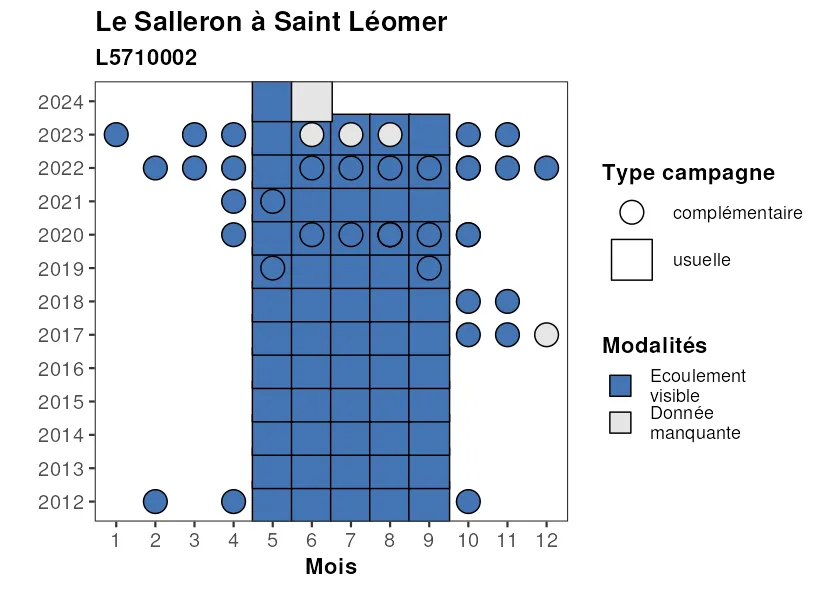 Le Salleron à Saint Léomer
L5710002
2024
2023
2022
2021
2020
2019
2018
2017
2016
2015
2014
2013
2012
1 2 3 4 5 6 7 8 9 10 11 12
Mois
Type campagne
complémentaire
usuelle
Modalités
Ecoulement
visible
Donnée
manquante